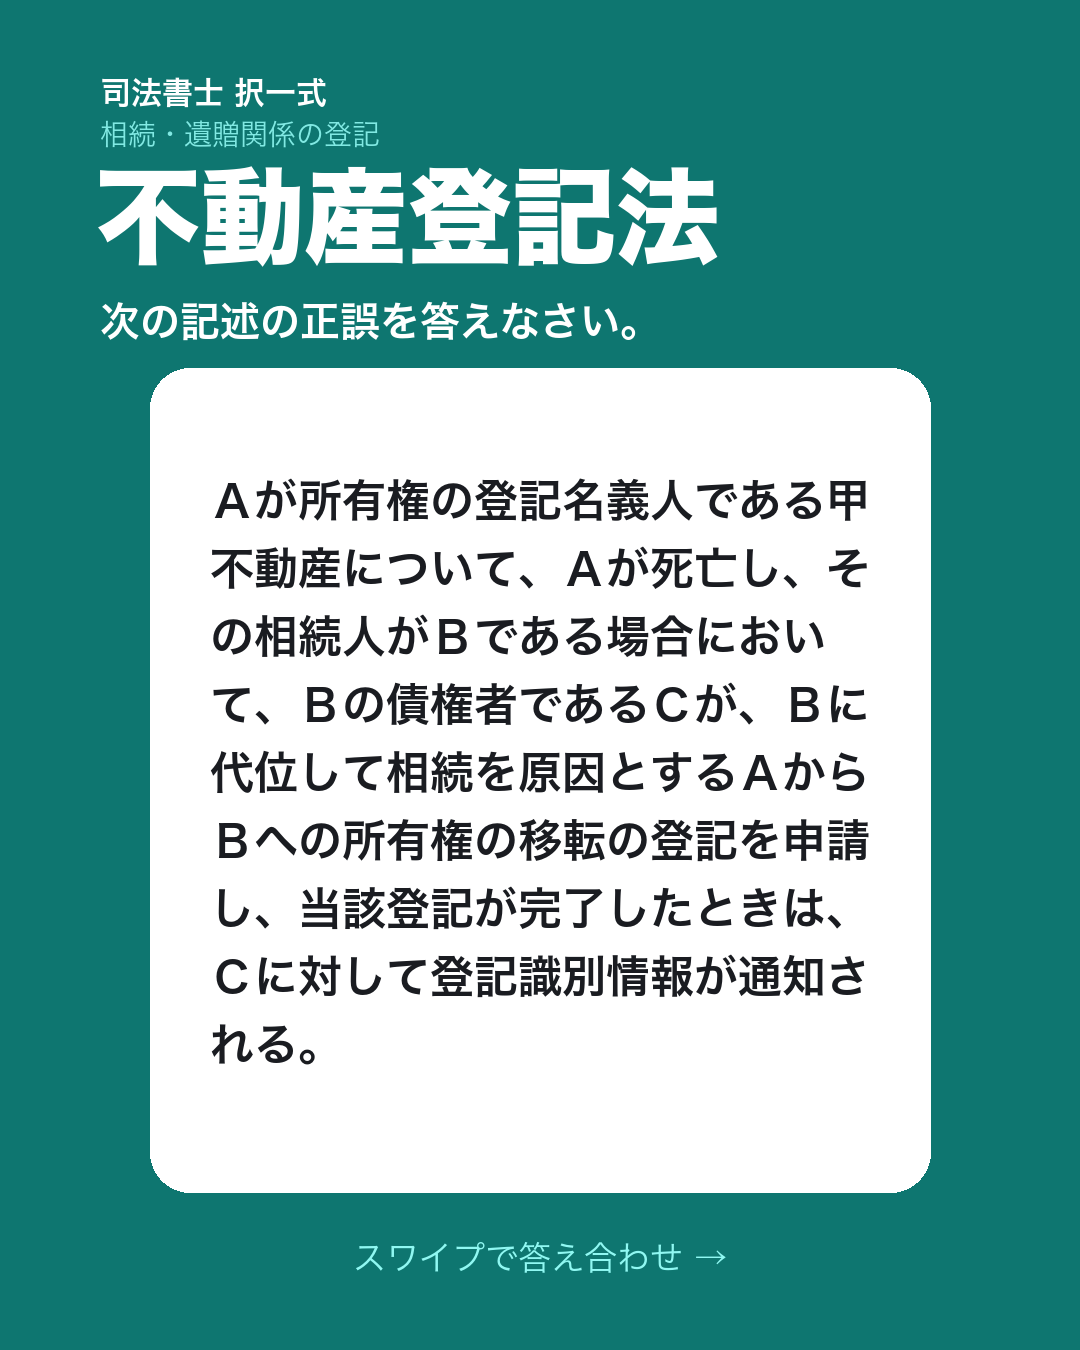 司法書士 択一式
相続・遺贈関係の登記
不動産登記法
次の記述の正誤を答えなさい。
Ａが所有権の登記名義人である甲
不動産について、Ａが死亡し、そ
の相続人がＢである場合におい
て、Ｂの債権者であるＣが、Ｂに
代位して相続を原因とするＡから
Ｂへの所有権の移転の登記を申請
し、当該登記が完了したときは、
Ｃに対して登記識別情報が通知さ
れる。
スワイプで答え合わせ →